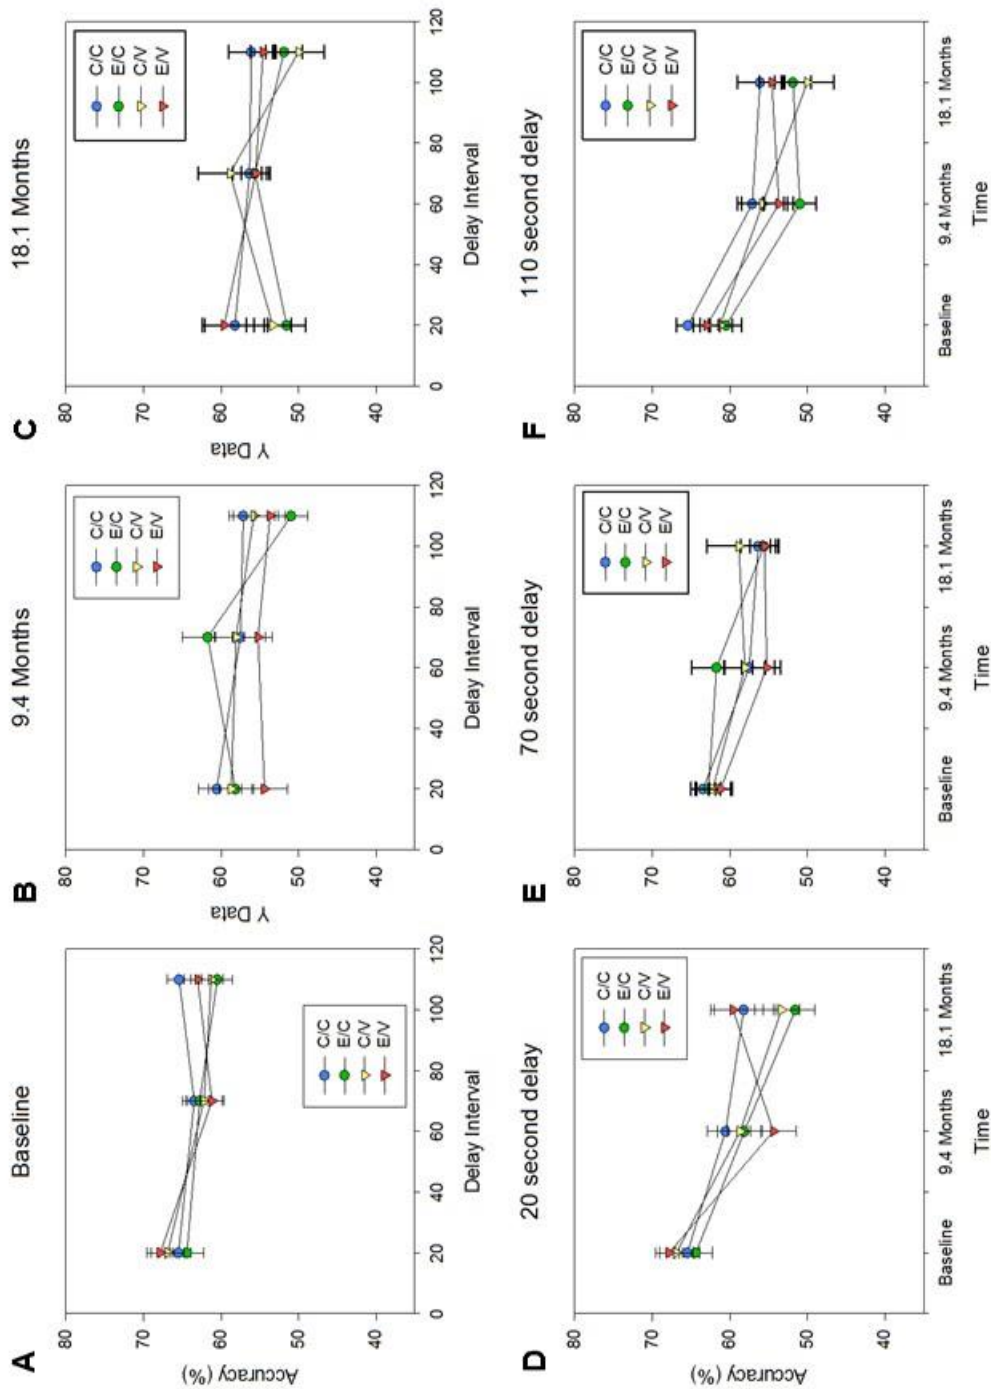 A
Baseline
80
70
60
50
40
Accuracy (%)
0 20 40 60 80 100 120
Delay Interval
C/C
E/C
C/V
E/V
B
9.4 Months
80
70
60
50
40
Y Data
0 20 40 60 80 100 120
Delay Interval
C/C
E/C
C/V
E/V
C
18.1 Months
80
70
60
50
40
Y Data
0 20 40 60 80 100 120
Delay Interval
C/C
E/C
C/V
E/V
D
20 second delay
80
70
60
50
40
Accuracy (%)
Baseline 9.4 Months 18.1 Months
Time
C/C
E/C
C/V
E/V
E
70 second delay
80
70
60
50
40
Baseline 9.4 Months 18.1 Months
Time
C/C
E/C
C/V
E/V
F
110 second delay
80
70
60
50
40
Baseline 9.4 Months 18.1 Months
Time
C/C
E/C
C/V
E/V